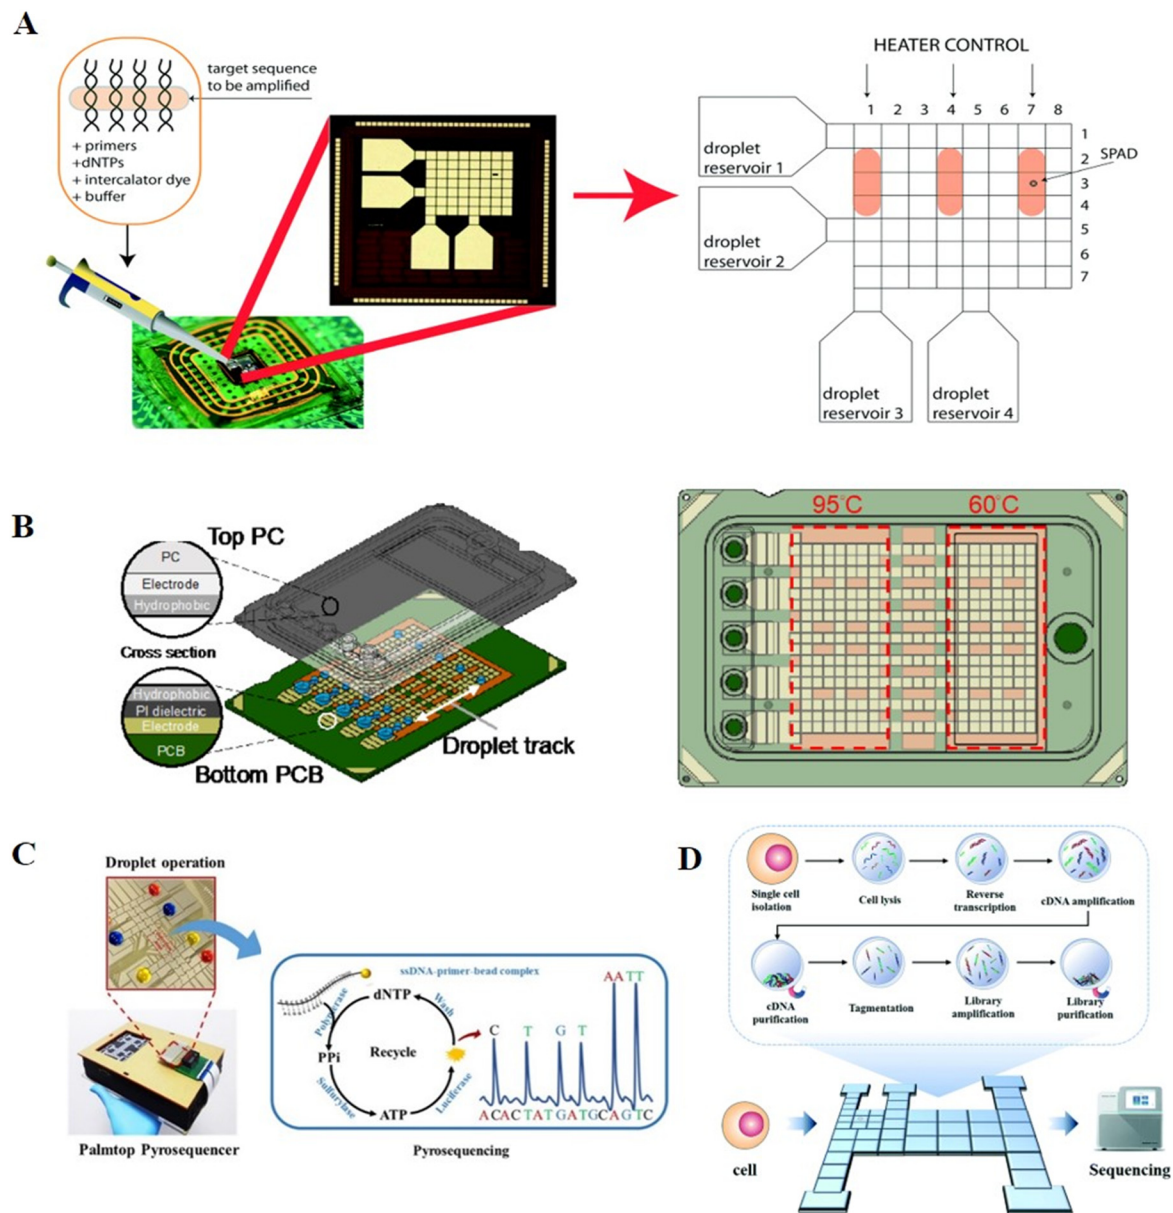 A
target sequence
to be amplified
+ primers
+dNTPs
+ intercalator dye
+ buffer
HEATER CONTROL
1 2 3 4 5 6 7 8
droplet
reservoir 1
1
2
SPAD
3
4
droplet
reservoir 2
5
6
7
droplet
reservoir 3
droplet
reservoir 4
B
Top PC
PC
Electrode
Hydrophobic
Cross section
Hydrophobic
PI dielectric
Electrode
PCB
Bottom PCB
Droplet track
95°C
60°C
C
Droplet operation
Palmtop Pyrosequencer
ssDNA-primer-bead complex
Polymerase
dNTP
Wash
PPi
Recycle
Sulfurylase
ATP
Luciferase
C T G T AA TT
ACACTATGATGCAGTC
Pyrosequencing
D
Single cell
isolation
Cell lysis
Reverse
transcription
cDNA amplification
cDNA
purification
Tagmentation
Library
amplification
Library
purification
cell
Sequencing